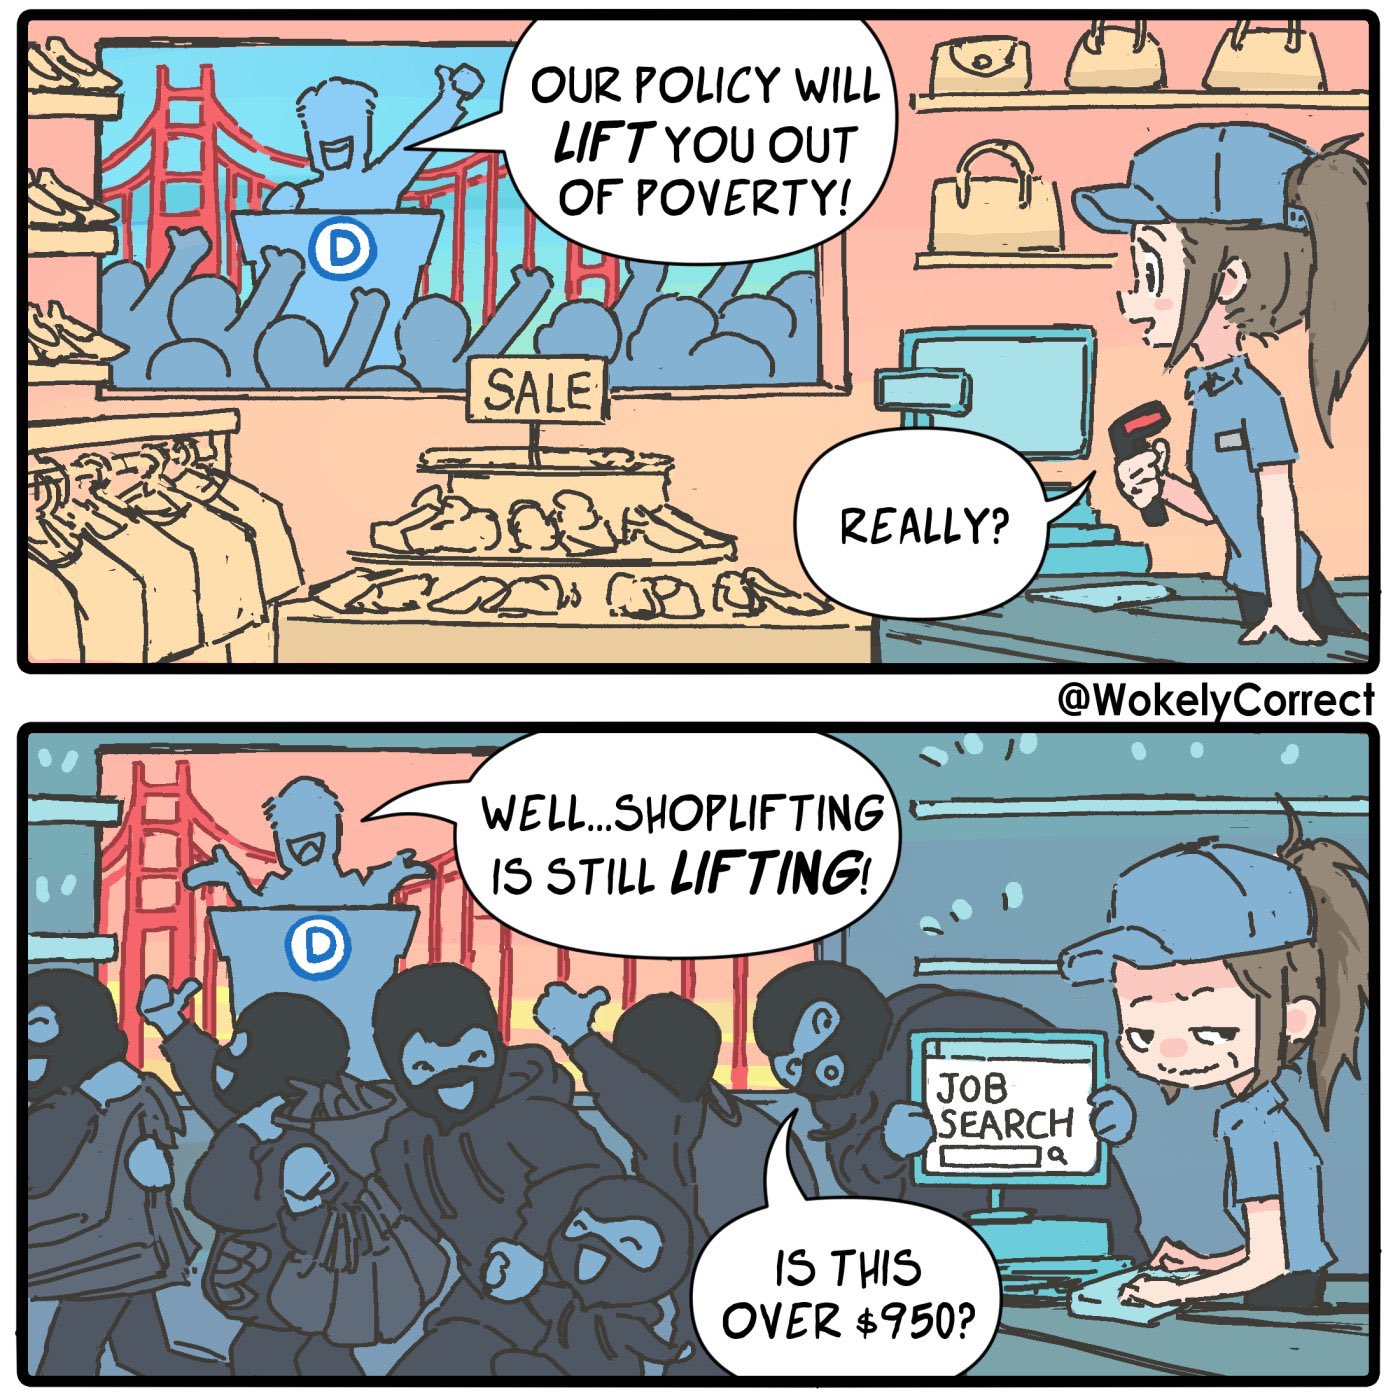 OUR POLICY WILL
LIFT YOU OUT
OF POVERTY!
D
SALE
REALLY?
@WokelyCorrect
WELL...SHOPLIFTING
IS STILL LIFTING!
D
JOB
SEARCH
IS THIS
OVER $950?